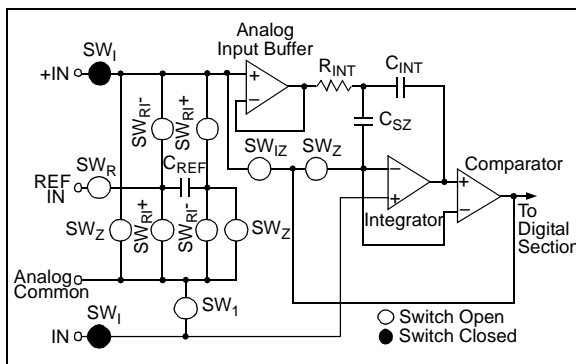 Analog
Input Buffer
SW_I
+IN
R_INT
C_INT
SW_RI^-
SW_RI^+
C_SZ
SW_R
C_REF
SW_IZ
SW_Z
Comparator
REF
IN
+
−
−
+
+
−
Integrator
To
Digital
Section
SW_Z
SW_RI^+
SW_RI^-
SW_Z
Analog
Common
SW_1
SW_I
IN
Switch Open
Switch Closed